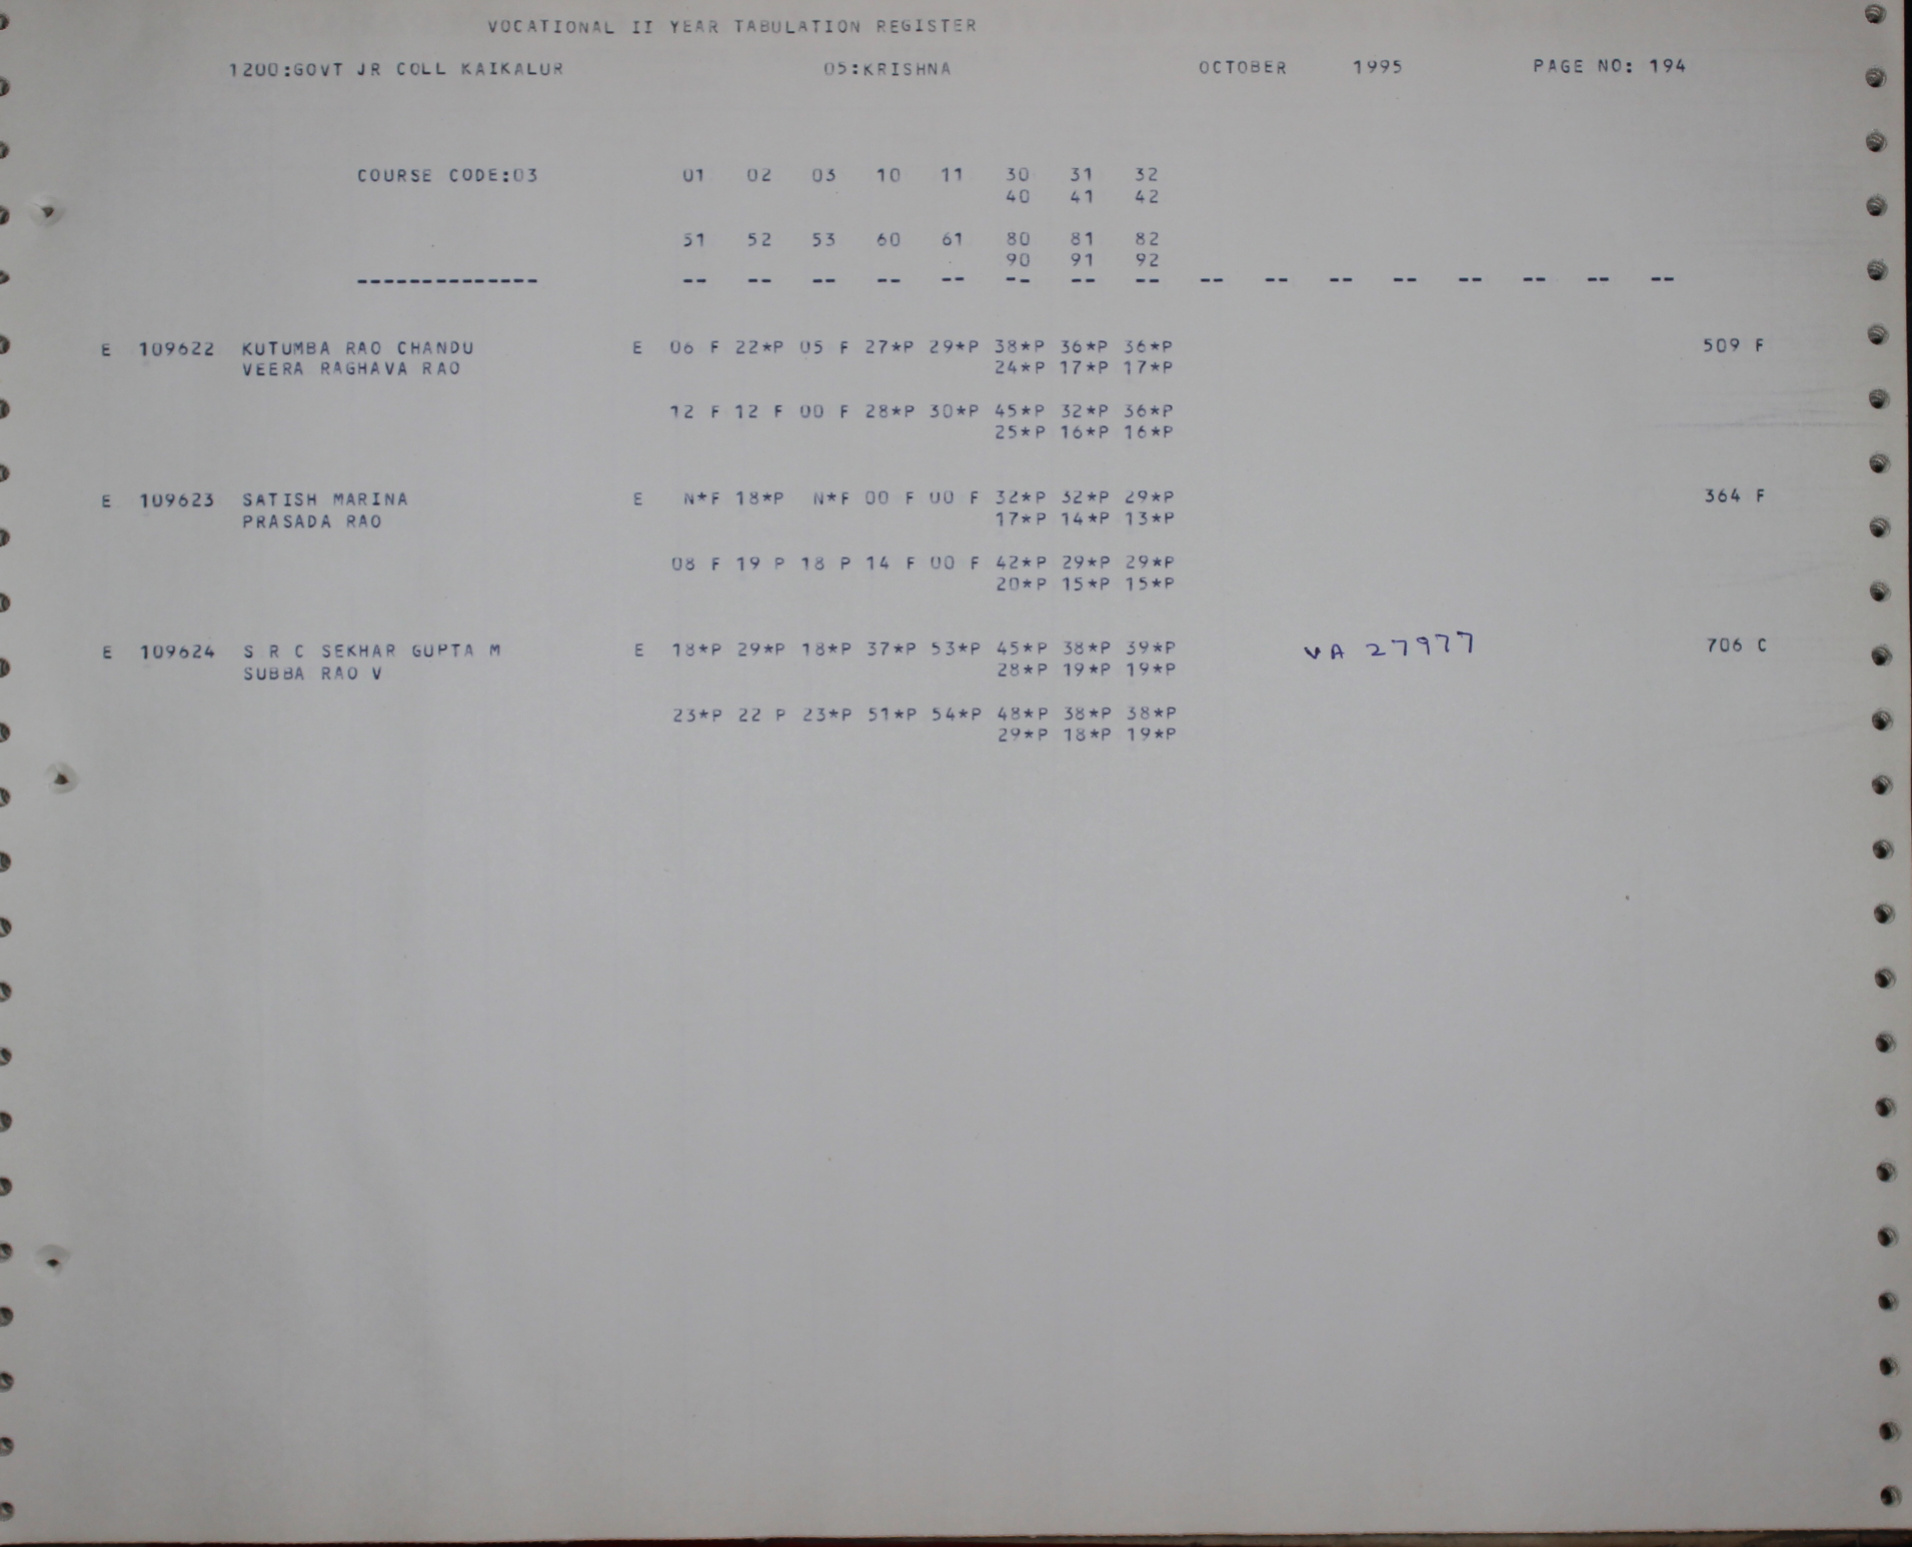 VOCATIONAL II YEAR TABULATION REGISTER
1200:GOVT JR COLL KAIKALUR 05:KRISHNA OCTOBER 1995 PAGE NO: 194
COURSE CODE:03 01 02 03 10 11 30 31 32
40 41 42
51 52 53 60 61 80 81 82
90 91 92
-------------- -- -- -- -- -- -- -- -- -- -- -- -- -- -- -- --
E 109622 KUTUMBA RAO CHANDU E 06 F 22*P 05 F 27*P 29*P 38*P 36*P 36*P 509 F
VEERA RAGHAVA RAO 24*P 17*P 17*P
12 F 12 F 00 F 28*P 30*P 45*P 32*P 36*P
25*P 16*P 16*P
E 109623 SATISH MARINA E N*F 18*P N*F 00 F 00 F 32*P 32*P 29*P 364 F
PRASADA RAO 17*P 14*P 13*P
08 F 19 P 18 P 14 F 00 F 42*P 29*P 29*P
20*P 15*P 15*P
E 109624 S R C SEKHAR GUPTA M E 18*P 29*P 18*P 37*P 53*P 45*P 38*P 39*P VA 27977 706 C
SUBBA RAO V 28*P 19*P 19*P
23*P 22 P 23*P 51*P 54*P 48*P 38*P 38*P
29*P 18*P 19*P